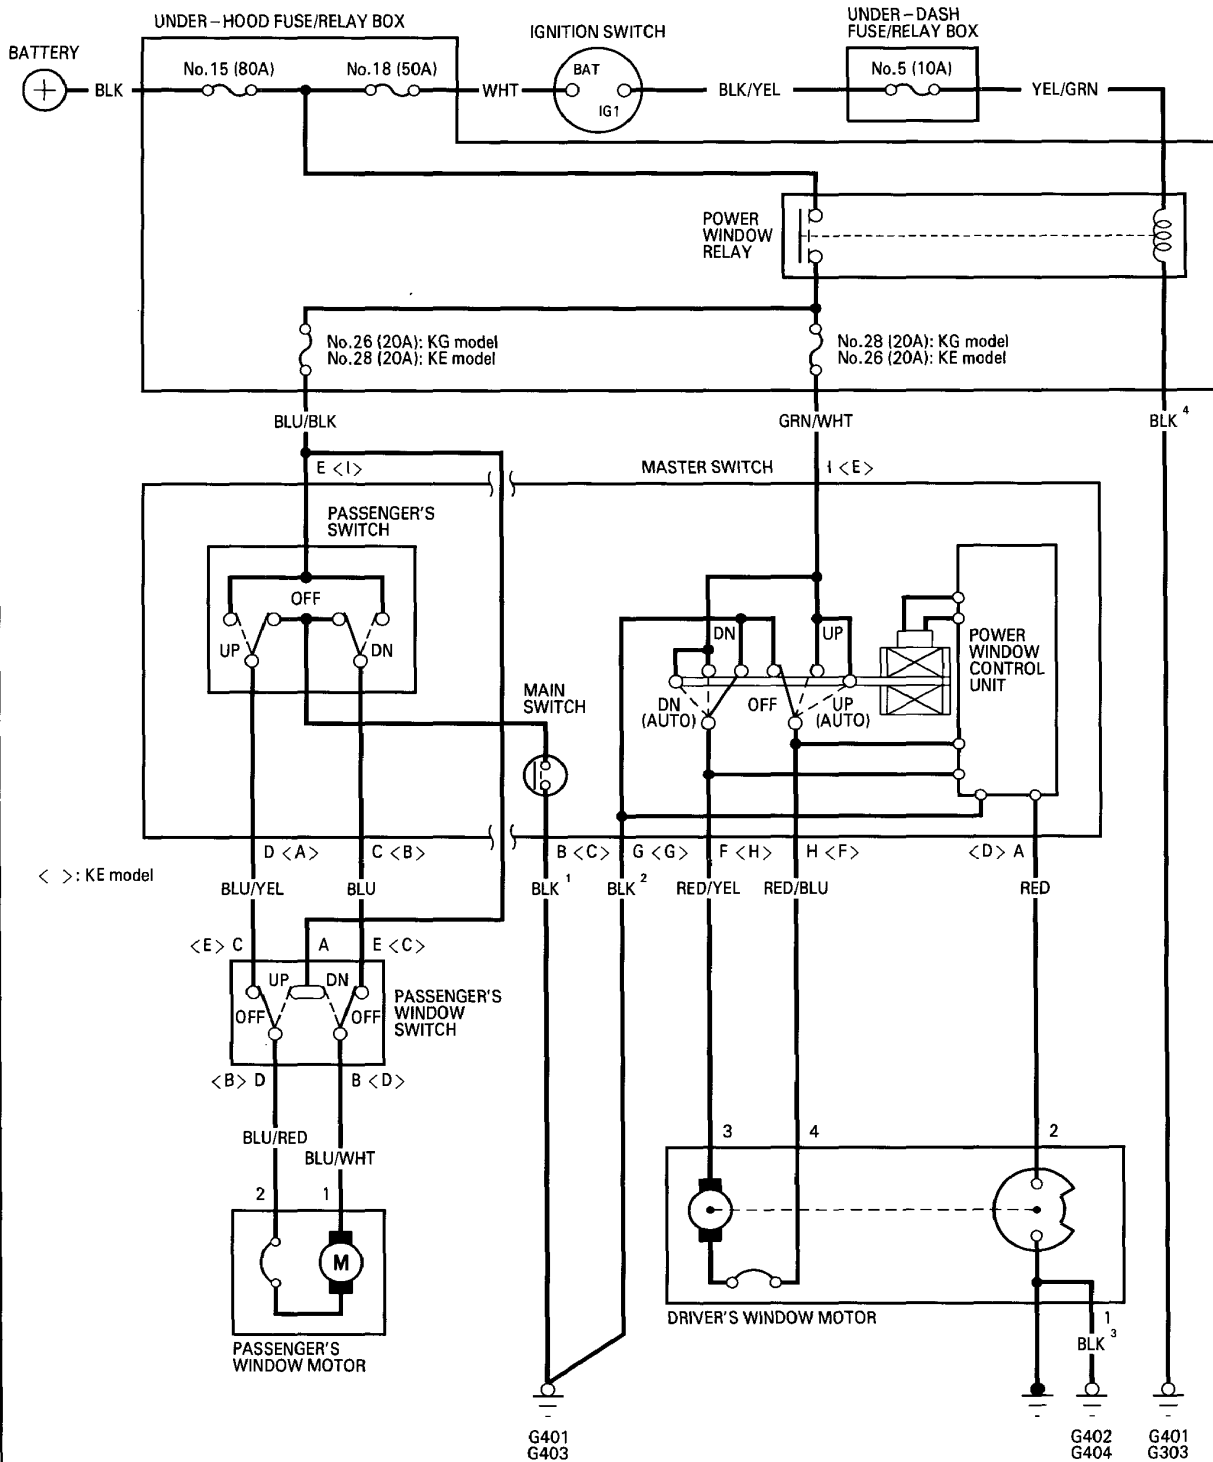 UNDER-HOOD FUSE/RELAY BOX
IGNITION SWITCH
UNDER-DASH
FUSE/RELAY BOX
BATTERY
No.15 (80A)
No.18 (50A)
BAT
IG1
No.5 (10A)
BLK
WHT
BLK/YEL
YEL/GRN
POWER
WINDOW
RELAY
No.26 (20A): KG model
No.28 (20A): KE model
No.28 (20A): KG model
No.26 (20A): KE model
BLU/BLK
GRN/WHT
BLK 4
E <I>
MASTER SWITCH
I <E>
PASSENGER'S
SWITCH
OFF
UP
DN
DN
UP
POWER
WINDOW
CONTROL
UNIT
MAIN
SWITCH
DN
(AUTO)
OFF
UP
(AUTO)
D <A>
C <B>
B <C>
G <G>
F <H>
H <F>
<D> A
< >: KE model
BLU/YEL
BLU
BLK 1
BLK 2
RED/YEL
RED/BLU
RED
<E> C
A
E <C>
UP
DN
OFF
OFF
PASSENGER'S
WINDOW
SWITCH
<B> D
B <D>
BLU/RED
BLU/WHT
3
4
2
2
1
M
DRIVER'S WINDOW MOTOR
1
BLK 3
PASSENGER'S
WINDOW MOTOR
G401
G403
G402
G404
G401
G303